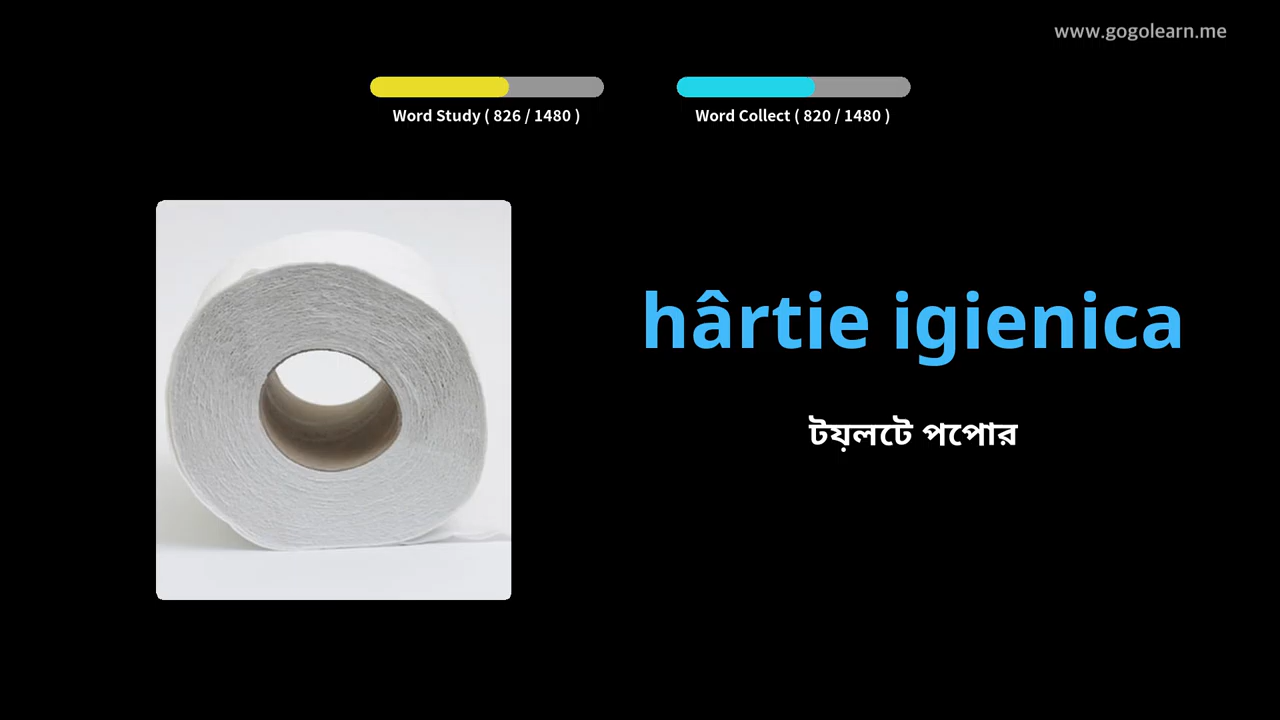 www.gogolearn.me
Word Study ( 826 / 1480 )
Word Collect ( 820 / 1480 )
hârtie igienica
টয়লটে পপোর